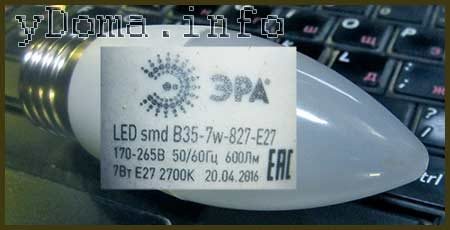 yDoma.info
ЭРА
LED smd B35-7w-827-E27
170-265В 50/60Гц 600Лм
7Вт E27 2700K 20.04.2016
EAC
ctrl